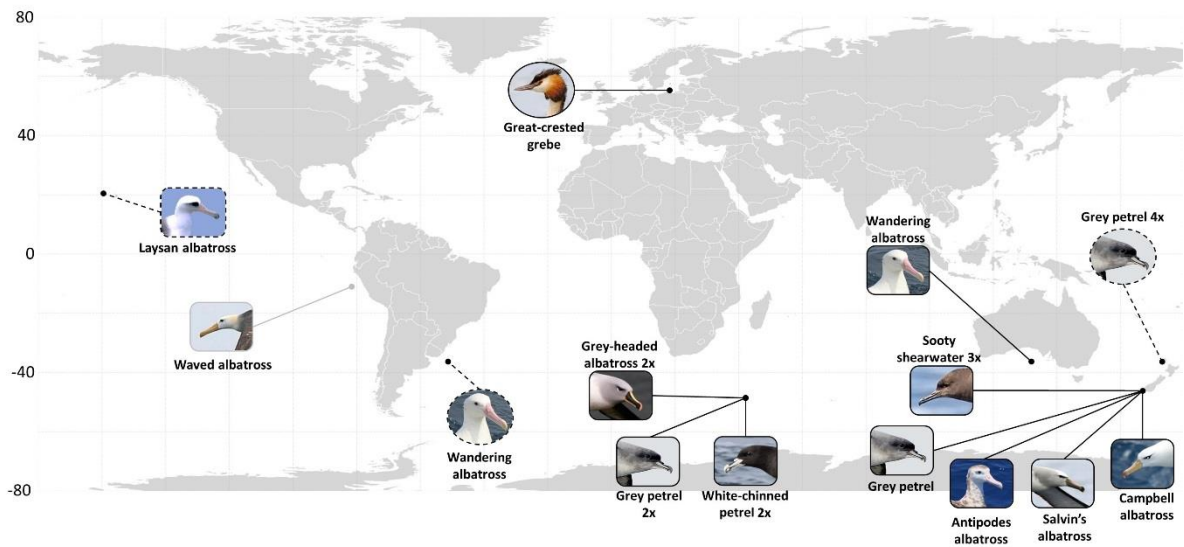 80
40
0
-40
-80
Great-crested
grebe
Laysan albatross
Waved albatross
Wandering
albatross
Grey-headed
albatross 2x
Grey petrel
2x
White-chinned
petrel 2x
Wandering
albatross
Grey petrel 4x
Sooty
shearwater 3x
Grey petrel
Antipodes
albatross
Salvin's
albatross
Campbell
albatross